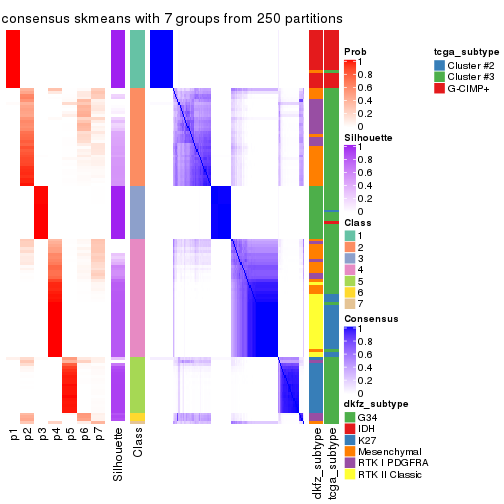 consensus skmeans with 7 groups from 250 partitions
Prob
1
0.8
0.6
0.4
0.2
0
Silhouette
1
0.8
0.6
0.4
0.2
0
Class
1
2
3
4
5
6
7
Consensus
1
0.8
0.6
0.4
0.2
0
dkfz_subtype
G34
IDH
K27
Mesenchymal
RTK I PDGFRA
RTK II Classic
tcga_subtype
Cluster #2
Cluster #3
G-CIMP+
p1
p2
p3
p4
p5
p6
p7
Silhouette
Class
dkfz_subtype
tcga_subtype